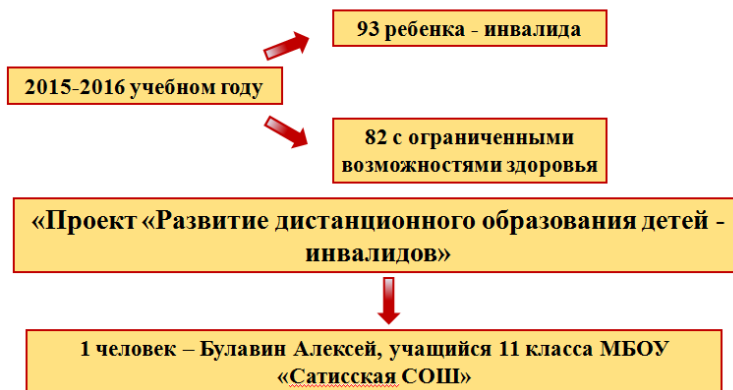 93 ребенка - инвалида
2015-2016 учебном году
82 с ограниченными
возможностями здоровья
«Проект «Развитие дистанционного образования детей -
инвалидов»
1 человек – Булавин Алексей, учащийся 11 класса МБОУ
«Сатисская СОШ»